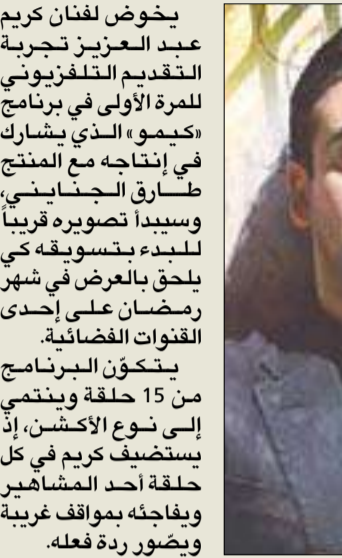 يخوض لفنان كريم
عبد العزيز تجربة
التقديم التلفزيوني
للمرة الأولى في برنامج
«كيمو» الذي يشارك
في إنتاجه مع المنتج
طارق الجنايني،
وسيبدأ تصويره قريباً
للبدء بتسويقه كي
يلحق بالعرض في شهر
رمضان على إحدى
القنوات الفضائية.
يتكوّن البرنامج
من 15 حلقة وينتمي
إلى نوع الأكشن، إذ
يستضيف كريم في كل
حلقة أحد المشاهير
ويفاجئه بمواقف غريبة
ويصّور ردة فعله.